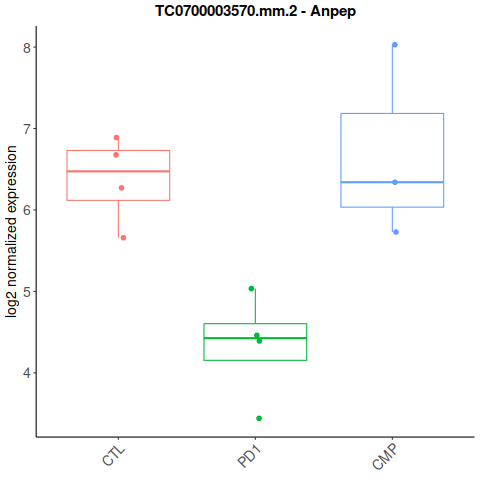 TC0700003570.mm.2 - Anpep
log2 normalized expression
8
7
6
5
4
CTL
PD1
CMP